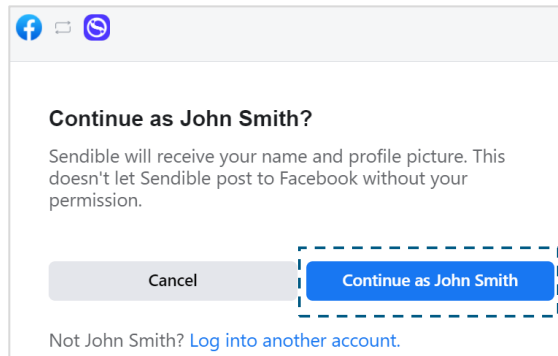 Continue as John Smith?
Sendible will receive your name and profile picture. This
doesn't let Sendible post to Facebook without your
permission.
Cancel
Continue as John Smith
Not John Smith? Log into another account.